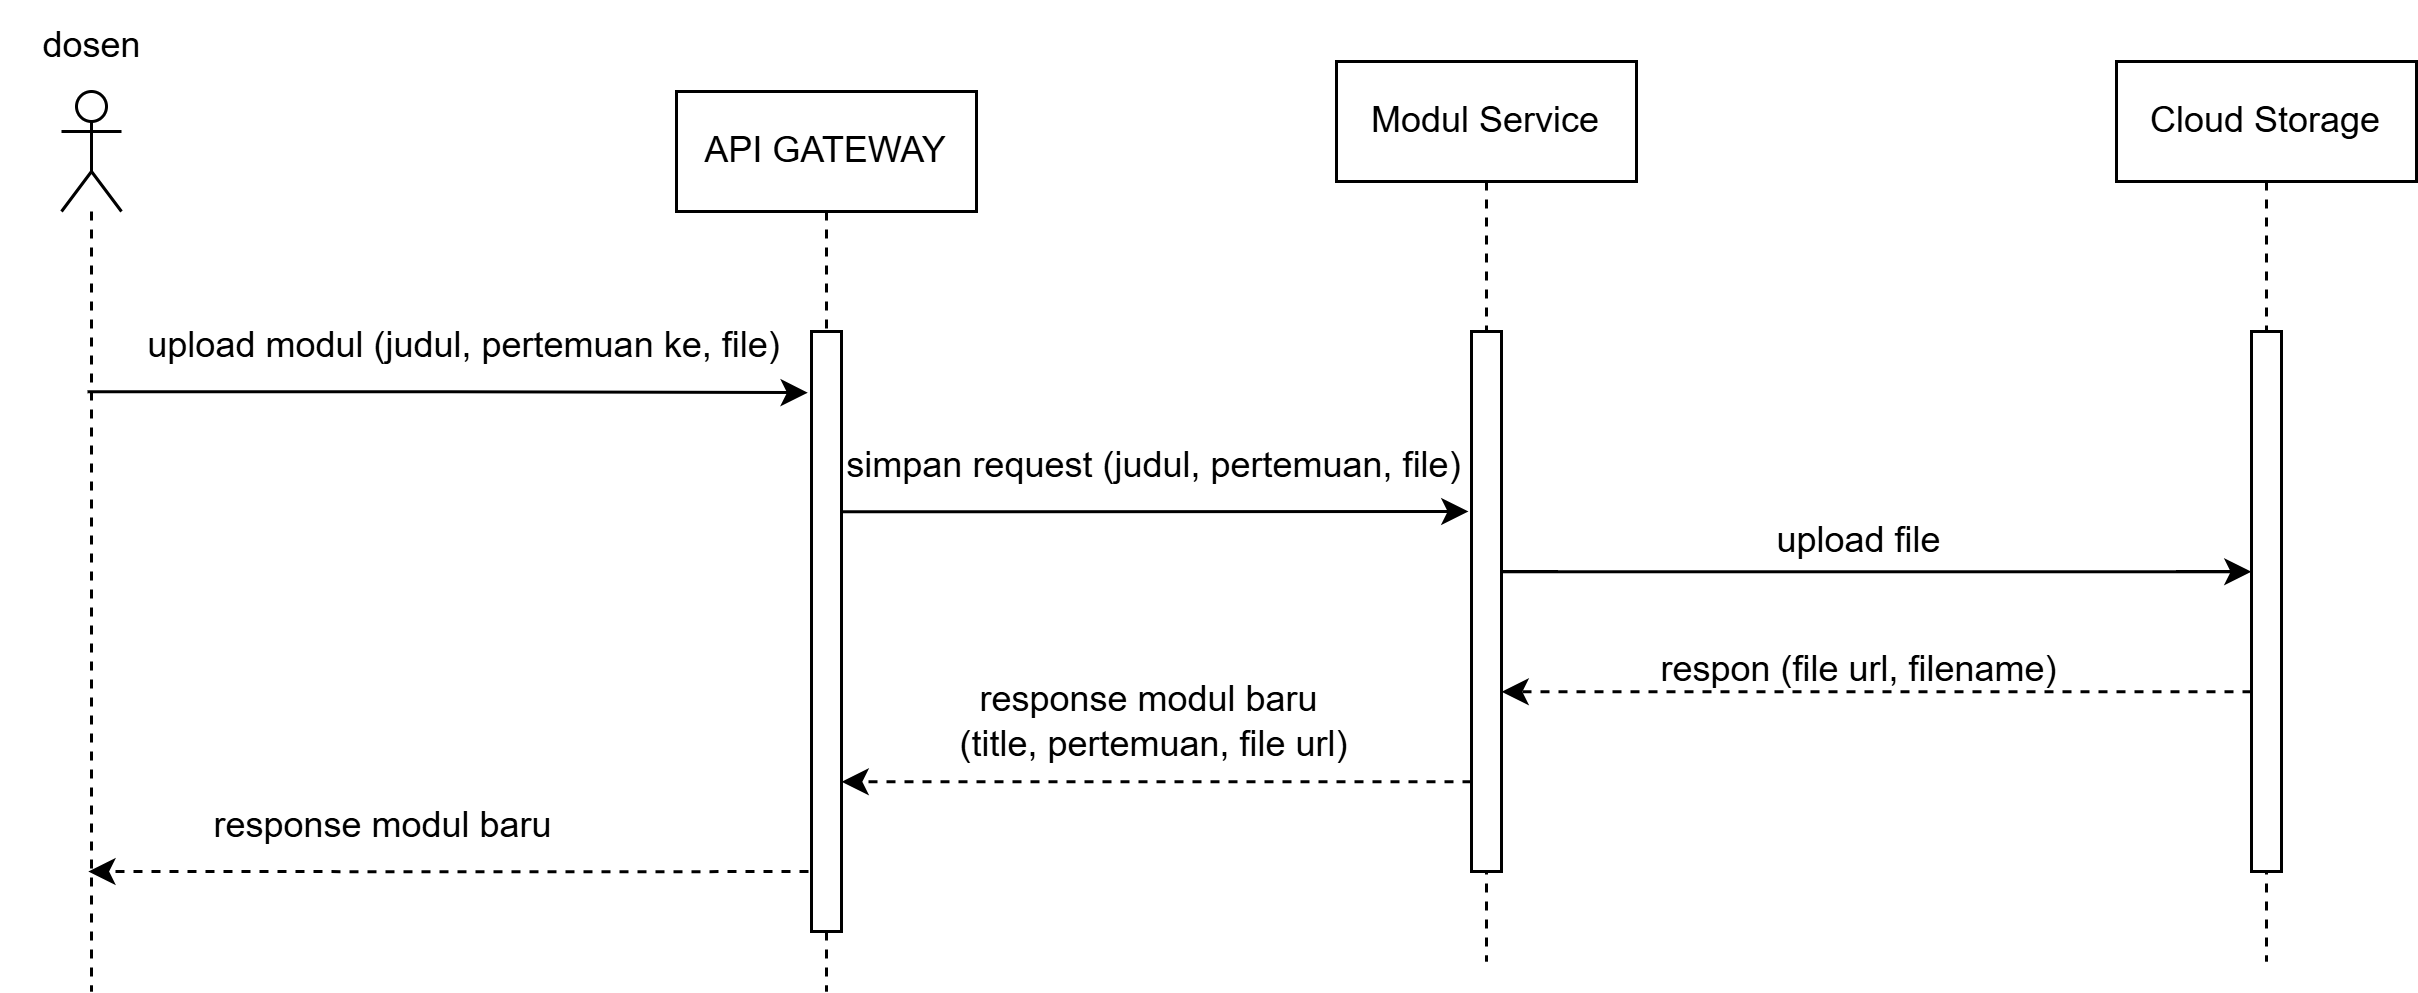 dosen
API GATEWAY
Modul Service
Cloud Storage
upload modul (judul, pertemuan ke, file)
simpan request (judul, pertemuan, file)
upload file
respon (file url, filename)
response modul baru
(title, pertemuan, file url)
response modul baru